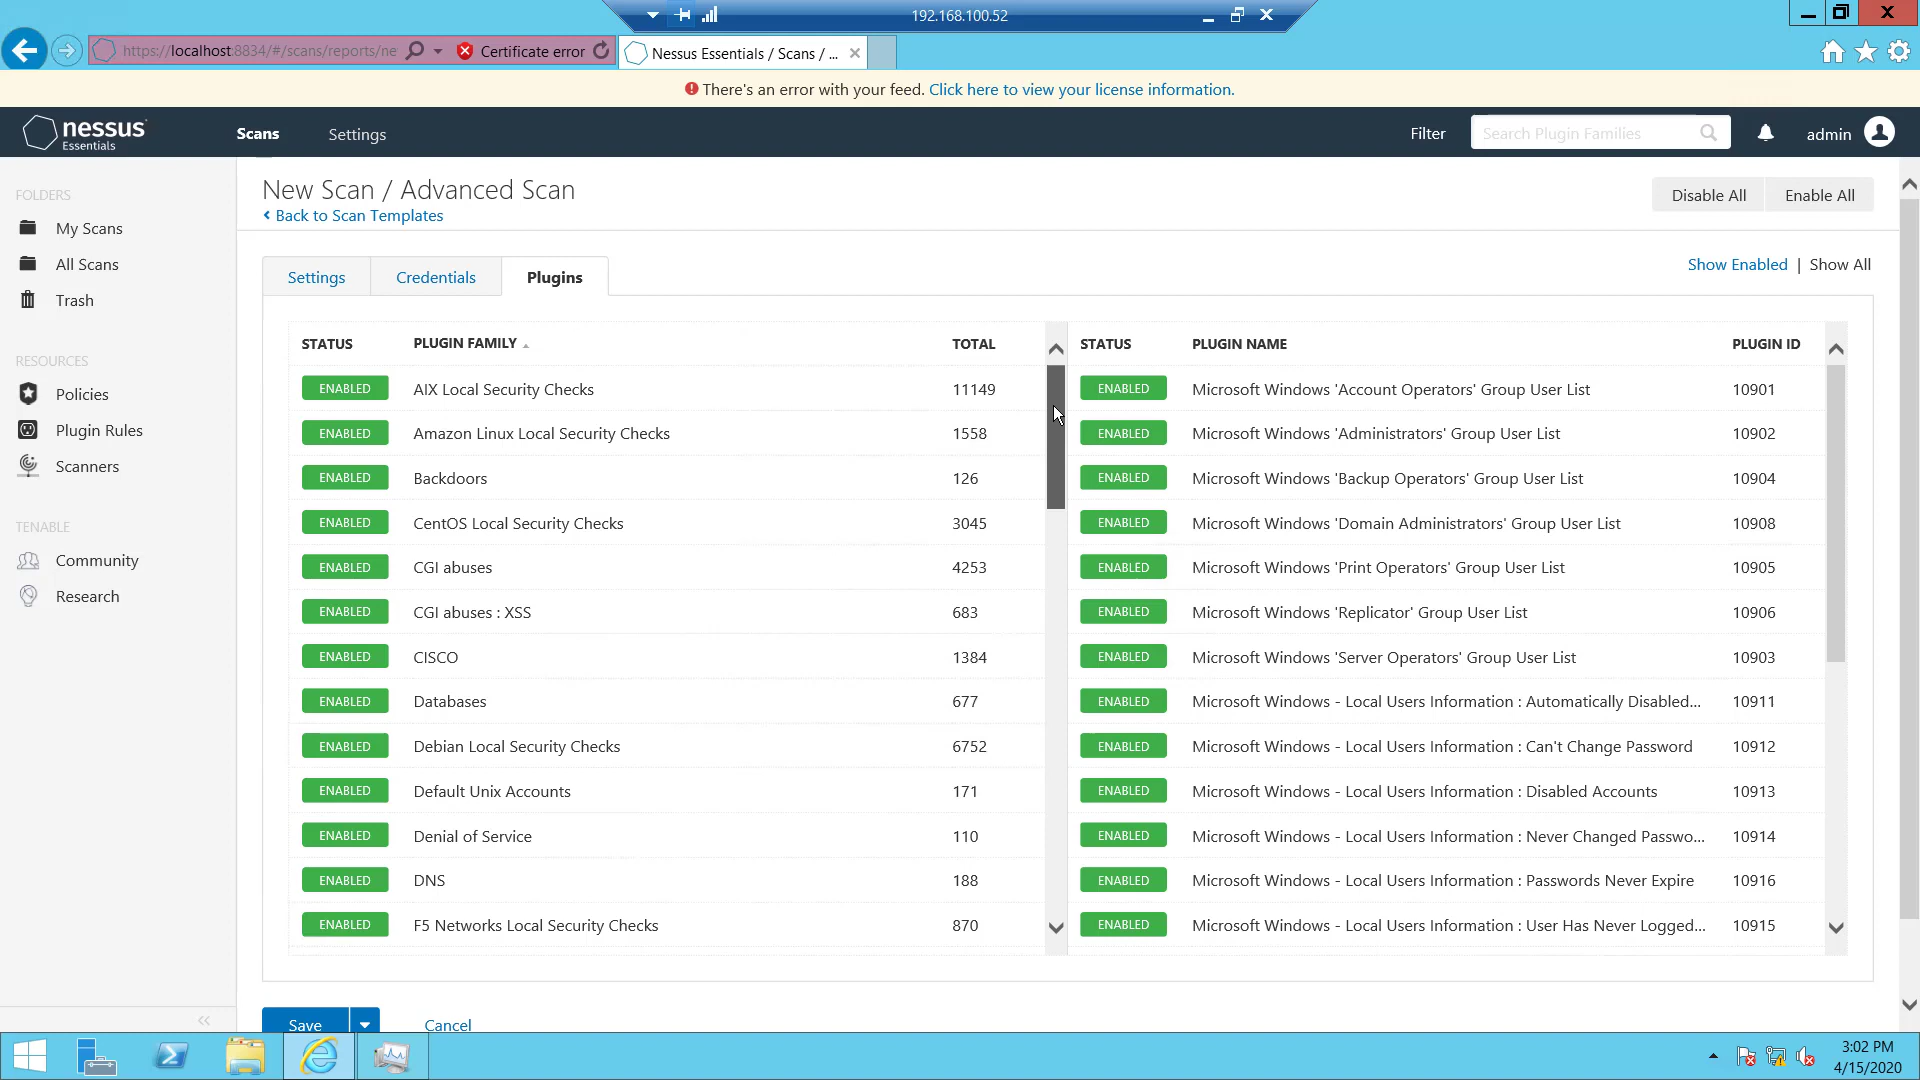 192.168.100.52
https://localhost:8834/#/scans/reports/ne
Certificate error
Nessus Essentials / Scans / ...
There's an error with your feed. Click here to view your license information.
nessus
Essentials
Scans
Settings
Filter
Search Plugin Families
admin
FOLDERS
My Scans
All Scans
Trash
RESOURCES
Policies
Plugin Rules
Scanners
TENABLE
Community
Research
New Scan / Advanced Scan
Back to Scan Templates
Disable All
Enable All
Settings
Credentials
Plugins
Show Enabled | Show All
STATUS PLUGIN FAMILY TOTAL
ENABLED AIX Local Security Checks 11149
ENABLED Amazon Linux Local Security Checks 1558
ENABLED Backdoors 126
ENABLED CentOS Local Security Checks 3045
ENABLED CGI abuses 4253
ENABLED CGI abuses : XSS 683
ENABLED CISCO 1384
ENABLED Databases 677
ENABLED Debian Local Security Checks 6752
ENABLED Default Unix Accounts 171
ENABLED Denial of Service 110
ENABLED DNS 188
ENABLED F5 Networks Local Security Checks 870
STATUS PLUGIN NAME PLUGIN ID
ENABLED Microsoft Windows 'Account Operators' Group User List 10901
ENABLED Microsoft Windows 'Administrators' Group User List 10902
ENABLED Microsoft Windows 'Backup Operators' Group User List 10904
ENABLED Microsoft Windows 'Domain Administrators' Group User List 10908
ENABLED Microsoft Windows 'Print Operators' Group User List 10905
ENABLED Microsoft Windows 'Replicator' Group User List 10906
ENABLED Microsoft Windows 'Server Operators' Group User List 10903
ENABLED Microsoft Windows - Local Users Information : Automatically Disabled... 10911
ENABLED Microsoft Windows - Local Users Information : Can't Change Password 10912
ENABLED Microsoft Windows - Local Users Information : Disabled Accounts 10913
ENABLED Microsoft Windows - Local Users Information : Never Changed Passwo... 10914
ENABLED Microsoft Windows - Local Users Information : Passwords Never Expire 10916
ENABLED Microsoft Windows - Local Users Information : User Has Never Logged... 10915
Save
Cancel
3:02 PM
4/15/2020